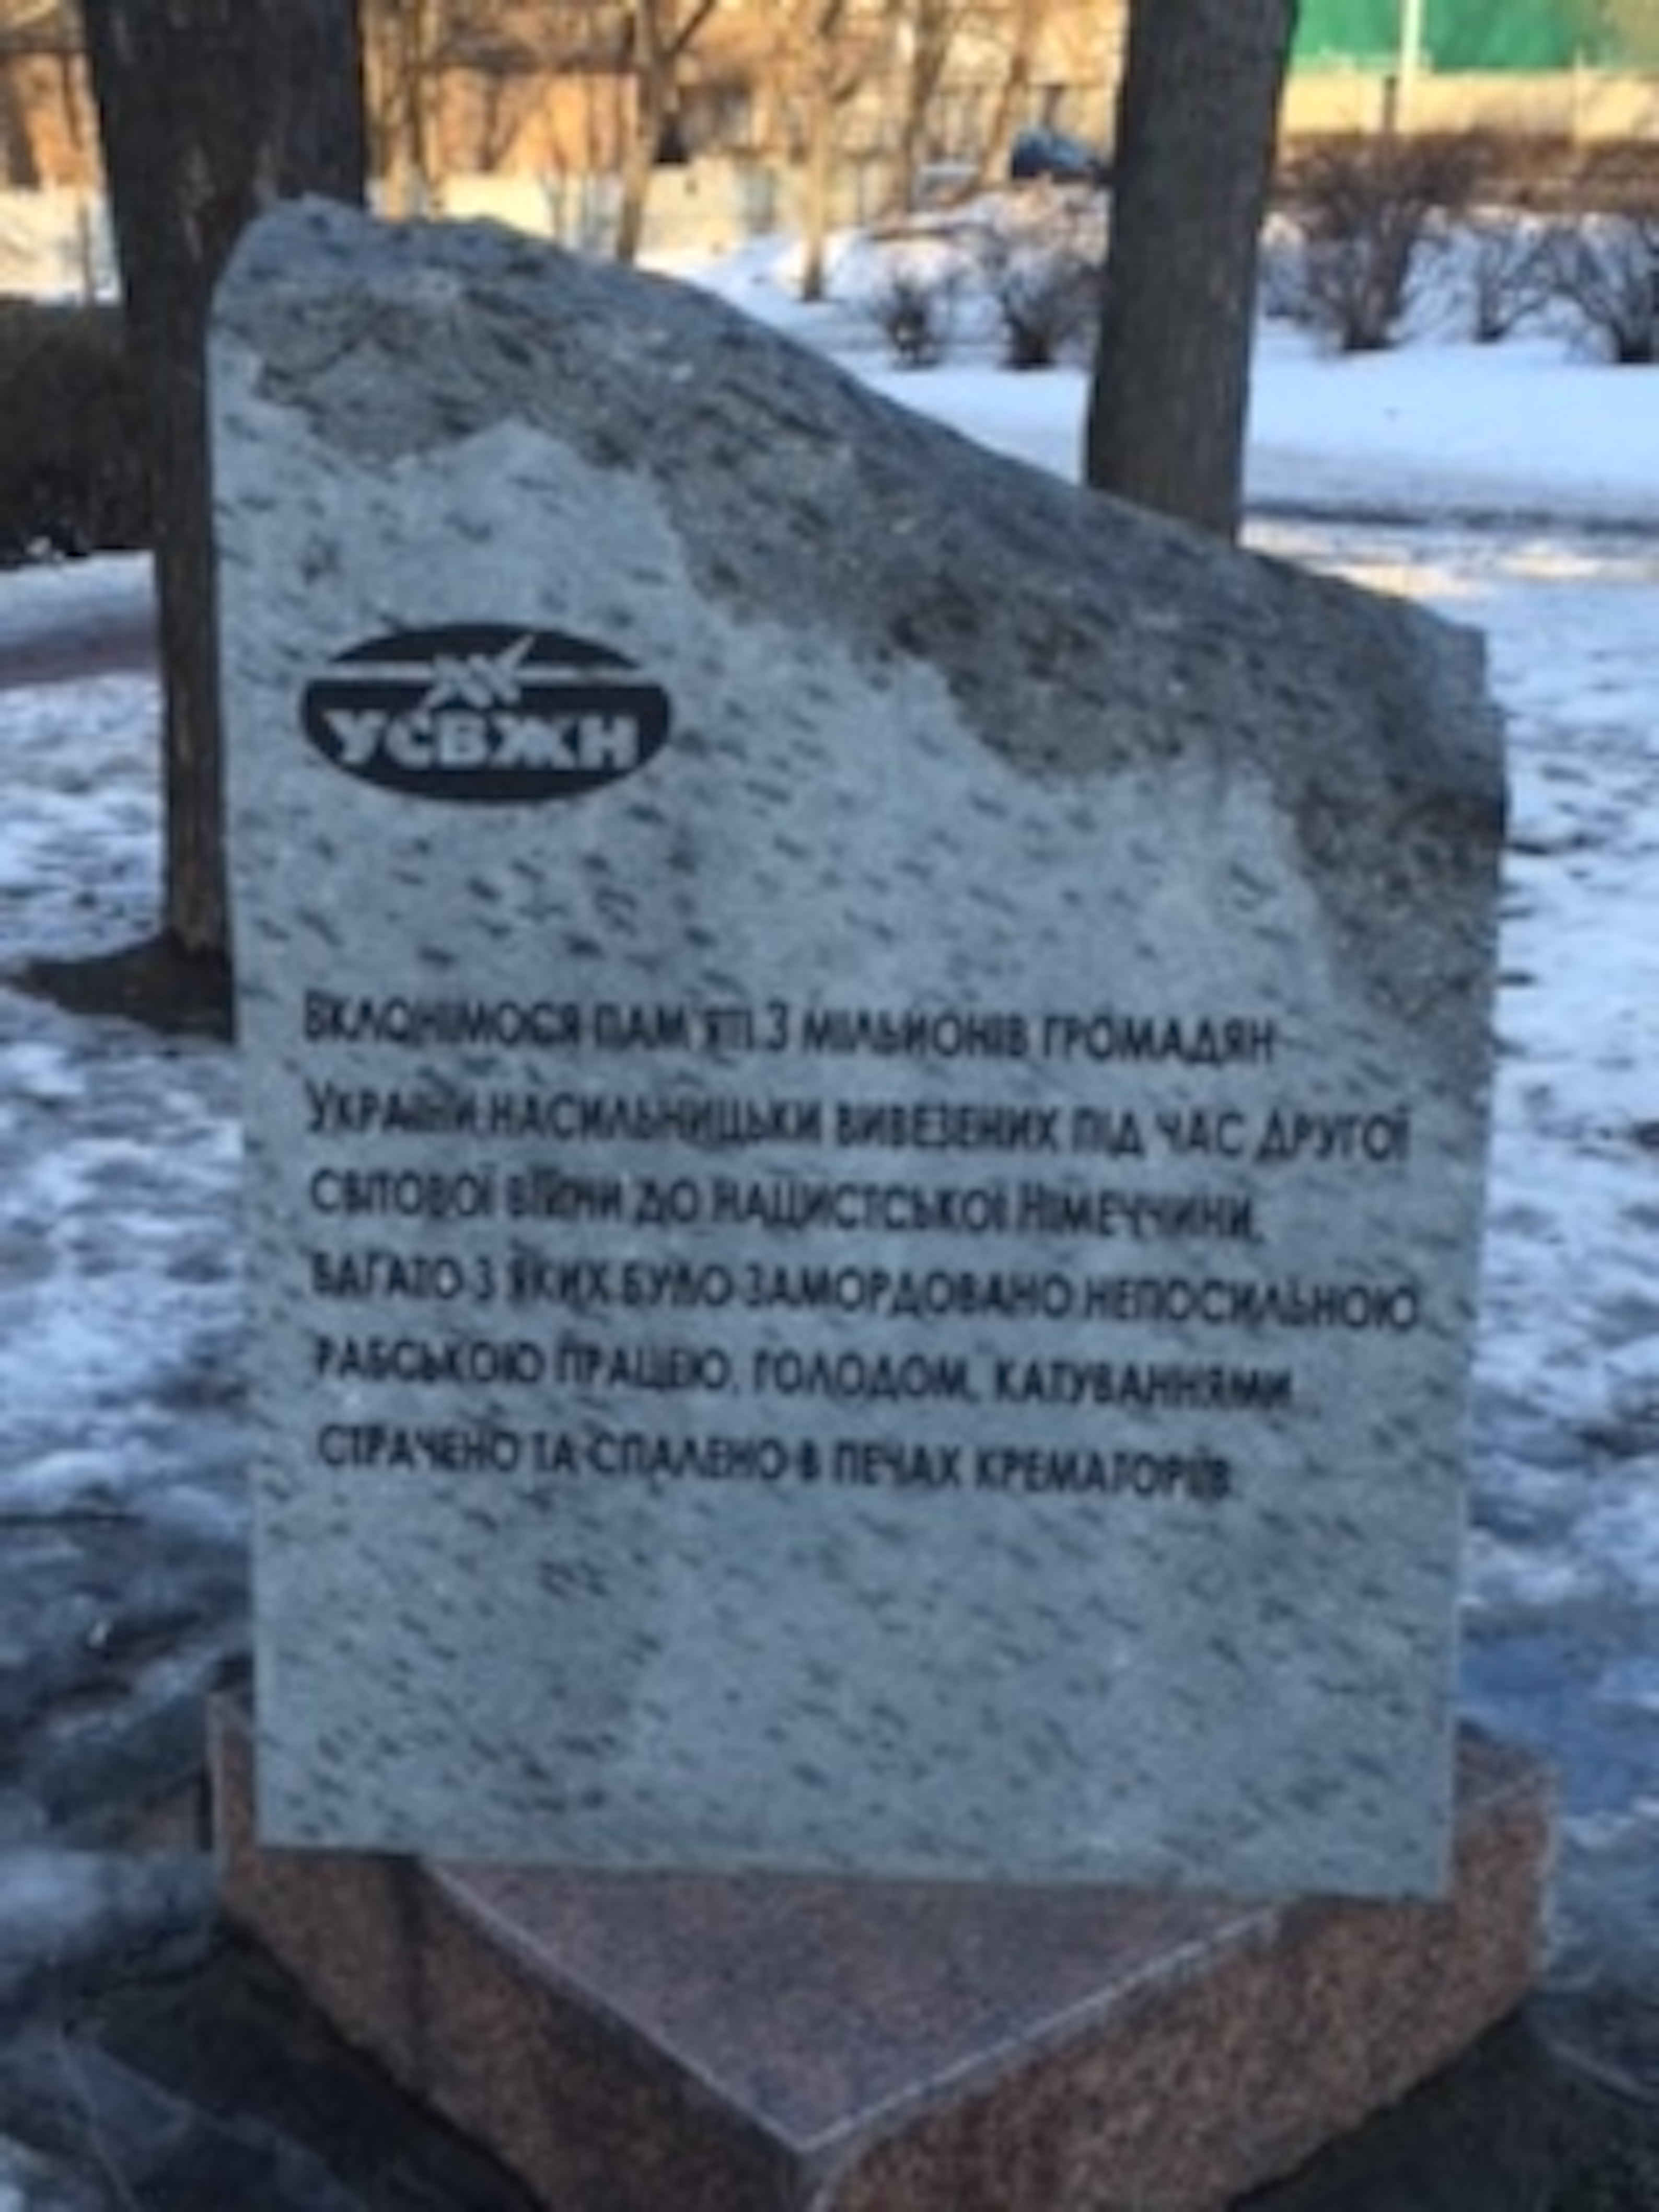 УСВЖН
ВКЛОНІМОСЯ ПАМ'ЯТІ 3 МІЛЬЙОНІВ ГРОМАДЯН
УКРАЇНИ, НАСИЛЬНИЦЬКИ ВИВЕЗЕНИХ ПІД ЧАС ДРУГОЇ
СВІТОВОЇ ВІЙНИ ДО НАЦИСТСЬКОЇ НІМЕЧЧИНИ,
БАГАТО З ЯКИХ БУЛО ЗАМОРДОВАНО НЕПОСИЛЬНОЮ
РАБСЬКОЮ ПРАЦЕЮ, ГОЛОДОМ, КАТУВАННЯМИ,
СТРАЧЕНО ТА СПАЛЕНО В ПЕЧАХ КРЕМАТОРІЇВ.